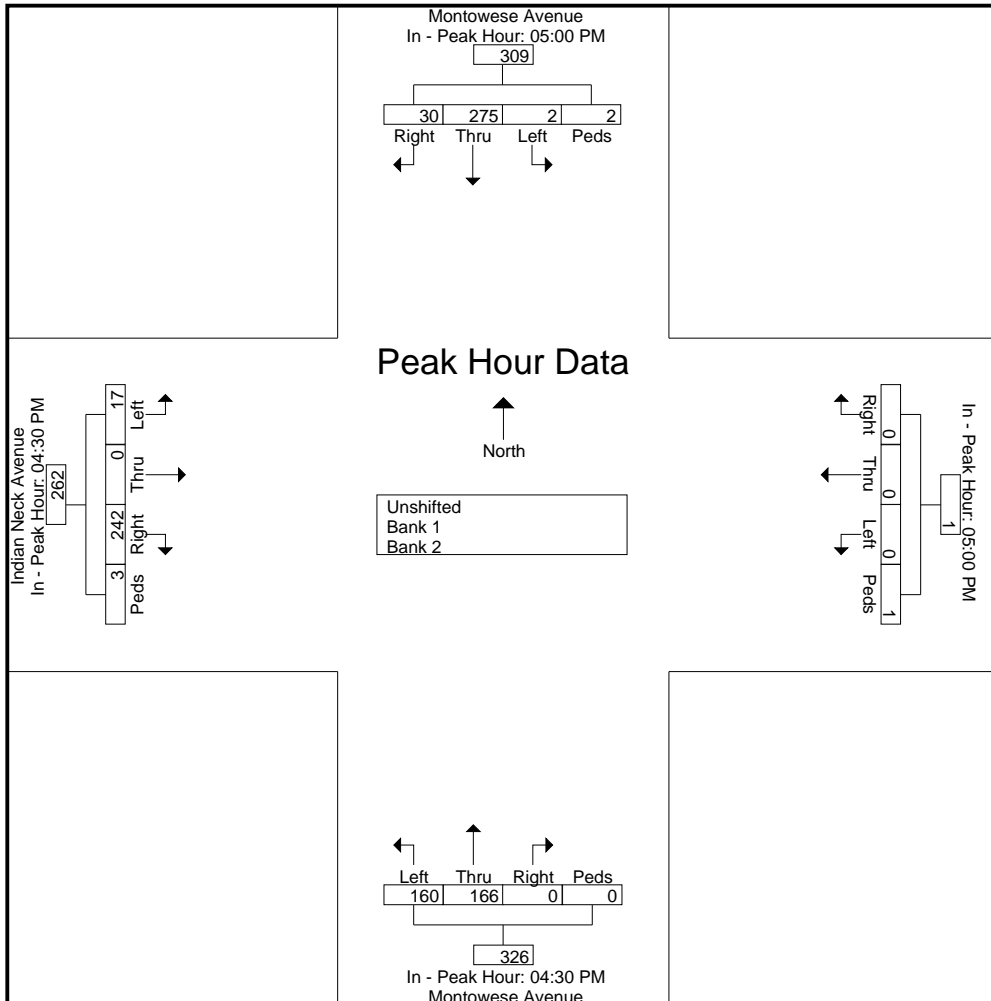 Montowese Avenue
In - Peak Hour: 05:00 PM
309
30 275 2 2
Right Thru Left Peds
Peak Hour Data
North
Unshifted
Bank 1
Bank 2
Indian Neck Avenue
In - Peak Hour: 04:30 PM
262
17 0 242 3
Left Thru Right Peds
In - Peak Hour: 05:00 PM
1
0 0 0 1
Right Thru Left Peds
Left Thru Right Peds
160 166 0 0
326
In - Peak Hour: 04:30 PM
Montowese Avenue